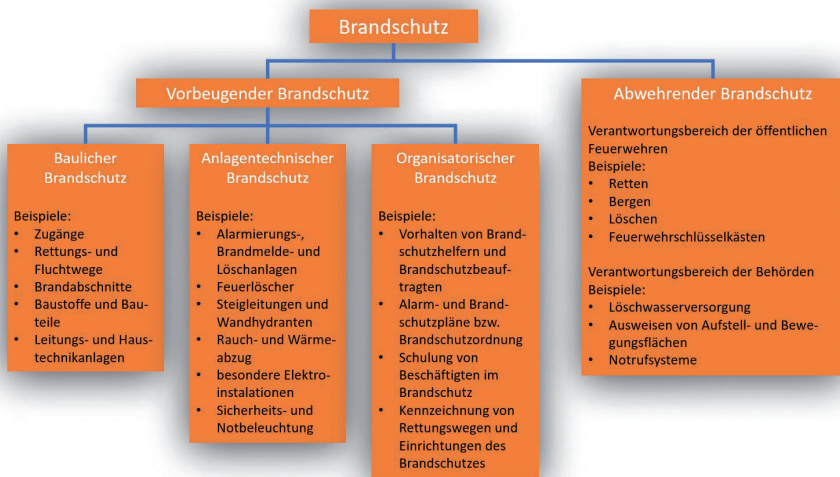 Brandschutz
Vorbeugender Brandschutz
Baulicher
Brandschutz
Beispiele:
• Zugänge
• Rettungs- und
Fluchtwege
• Brandabschnitte
• Baustoffe und Bau-
teile
• Leitungs- und Haus-
technikanlagen
Anlagentechnischer
Brandschutz
Beispiele:
• Alarmierungs-,
Brandmelde- und
Löschanlagen
• Feuerlöscher
• Steigleitungen und
Wandhydranten
• Rauch- und Wärme-
abzug
• besondere Elektro-
instalationen
• Sicherheits- und
Notbeleuchtung
Organisatorischer
Brandschutz
Beispiele:
• Vorhalten von Brand-
schutzhelfern und
Brandschutzbeauf-
tragten
• Alarm- und Brand-
schutzpläne bzw.
Brandschutzordnung
• Schulung von
Beschäftigten im
Brandschutz
• Kennzeichnung von
Rettungswegen und
Einrichtungen des
Brandschutzes
Abwehrender Brandschutz
Verantwortungsbereich der öffentlichen
Feuerwehren
Beispiele:
• Retten
• Bergen
• Löschen
• Feuerwehrschlüsselkästen
Verantwortungsbereich der Behörden
Beispiele:
• Löschwasserversorgung
• Ausweisen von Aufstell- und Bewe-
gungsflächen
• Notrufsysteme